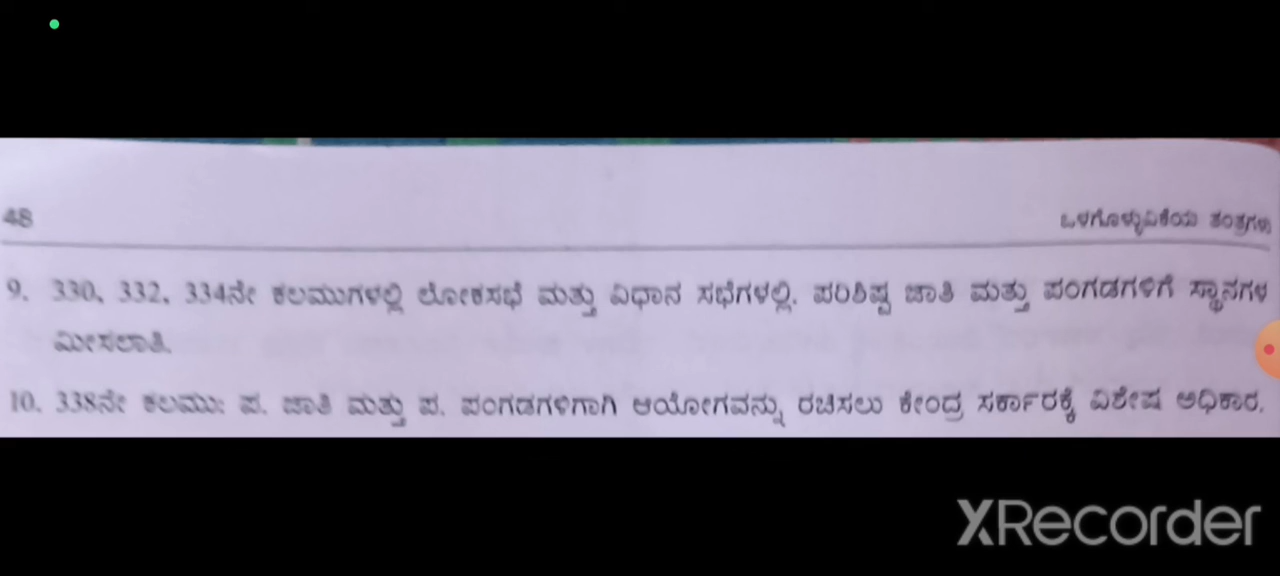 48
ಒಳಗೊಳ್ಳುವಿಕೆಯ ತಂತ್ರಗಳು
9. 330, 332, 334ನೇ ಕಲಮುಗಳಲ್ಲಿ ಲೋಕಸಭೆ ಮತ್ತು ವಿಧಾನ ಸಭೆಗಳಲ್ಲಿ. ಪರಿಶಿಷ್ಟ ಜಾತಿ ಮತ್ತು ಪಂಗಡಗಳಿಗೆ ಸ್ಥಾನಗಳ
ಮೀಸಲಾತಿ.
10. 338ನೇ ಕಲಮು: ಪ. ಜಾತಿ ಮತ್ತು ಪ. ಪಂಗಡಗಳಿಗಾಗಿ ಆಯೋಗವನ್ನು ರಚಿಸಲು ಕೇಂದ್ರ ಸರ್ಕಾರಕ್ಕೆ ವಿಶೇಷ ಅಧಿಕಾರ.
XRecorder